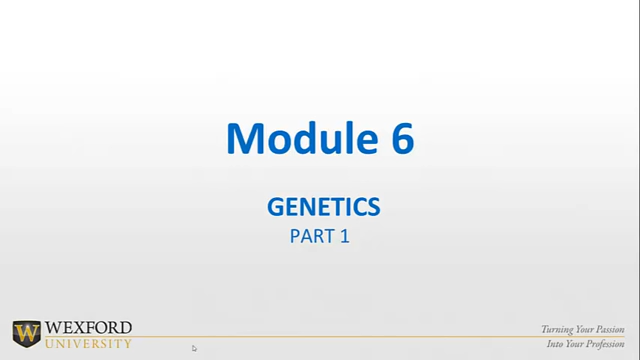 Module 6
GENETICS
PART 1
WEXFORD
UNIVERSITY
Turning Your Passion
Into Your Profession